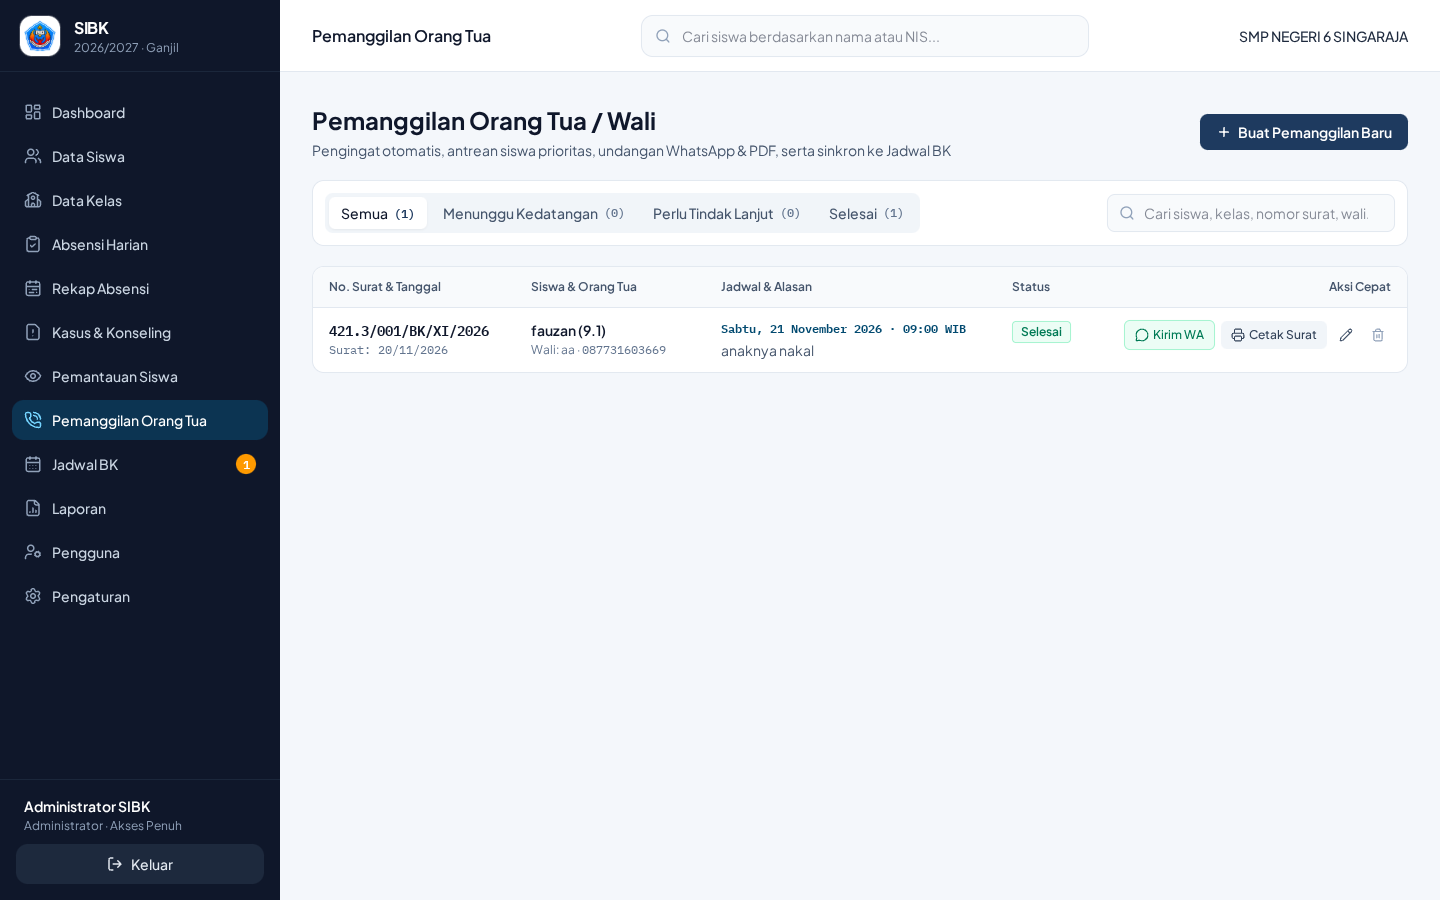 SIBK
2026/2027 · Ganjil
Dashboard
Data Siswa
Data Kelas
Absensi Harian
Rekap Absensi
Kasus & Konseling
Pemantauan Siswa
Pemanggilan Orang Tua
Jadwal BK 1
Laporan
Pengguna
Pengaturan
Administrator SIBK
Administrator · Akses Penuh
Keluar
Pemanggilan Orang Tua
Cari siswa berdasarkan nama atau NIS...
SMP NEGERI 6 SINGARAJA
Pemanggilan Orang Tua / Wali
Pengingat otomatis, antrean siswa prioritas, undangan WhatsApp & PDF, serta sinkron ke Jadwal BK
Buat Pemanggilan Baru
Semua (1) Menunggu Kedatangan (0) Perlu Tindak Lanjut (0) Selesai (1)
Cari siswa, kelas, nomor surat, wali.
No. Surat & Tanggal Siswa & Orang Tua Jadwal & Alasan Status Aksi Cepat
421.3/001/BK/XI/2026 fauzan (9.1) Sabtu, 21 November 2026 · 09:00 WIB Selesai Kirim WA Cetak Surat
Surat: 20/11/2026 Wali: aa · 087731603669 anaknya nakal